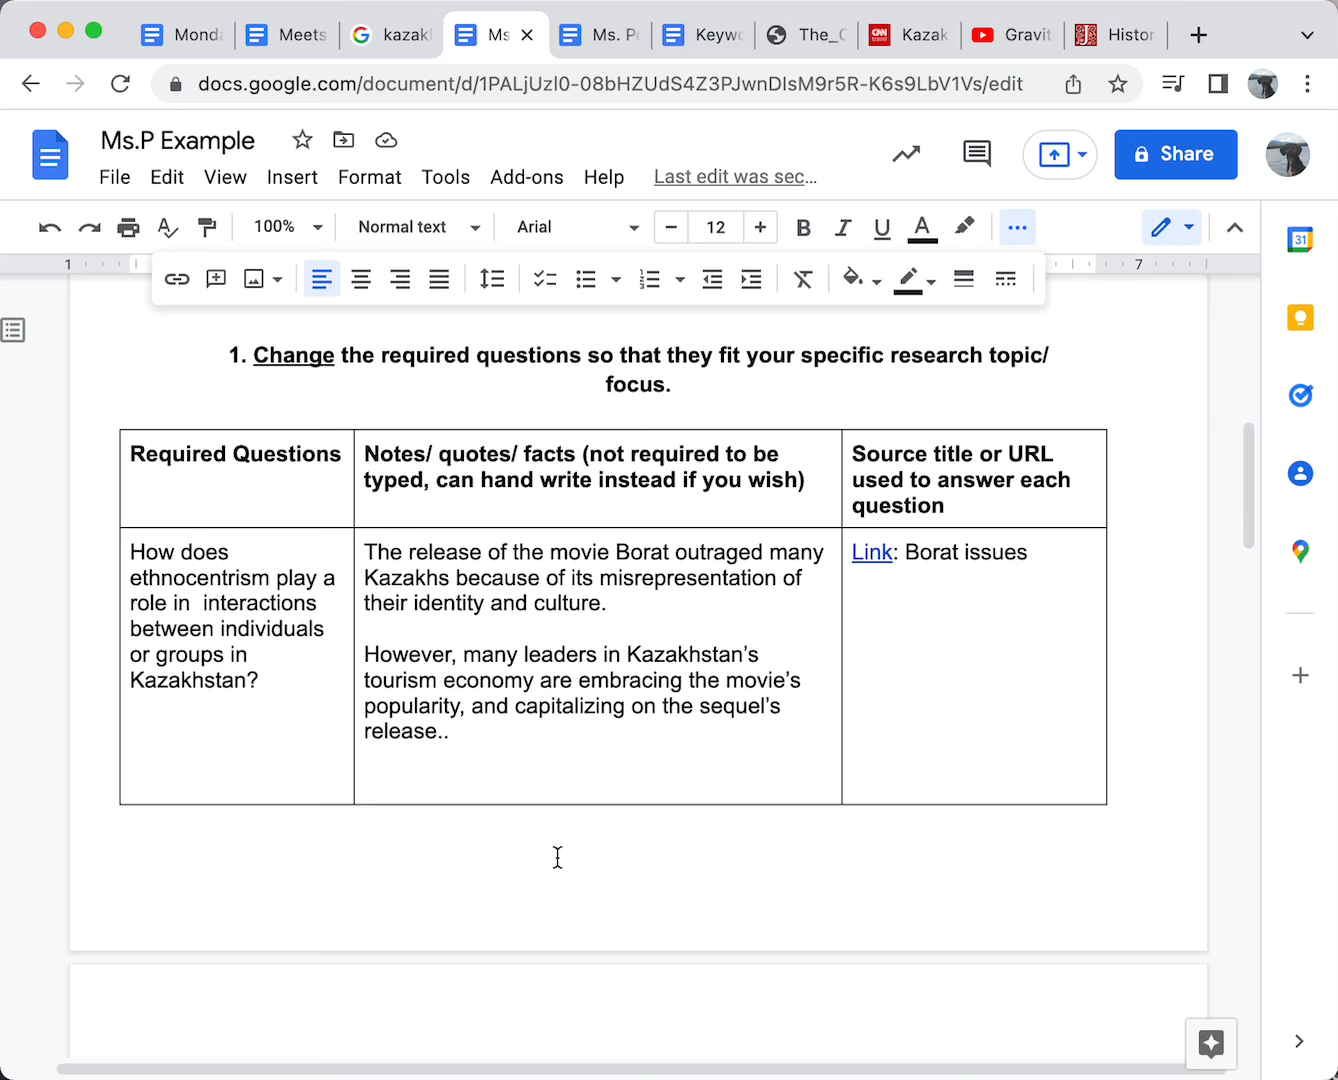 Monda Meets kazakl Ms Ms. Po Keywo The_C Kazak Gravit Histor
docs.google.com/document/d/1PALjUzI0-08bHZUdS4Z3PJwnDIsM9r5R-K6s9LbV1Vs/edit
Ms.P Example
File Edit View Insert Format Tools Add-ons Help Last edit was sec...
Share
100% Normal text Arial 12 B I U A
1 7
31
1. Change the required questions so that they fit your specific research topic/
focus.
Required Questions
Notes/ quotes/ facts (not required to be
typed, can hand write instead if you wish)
Source title or URL
used to answer each
question
How does
ethnocentrism play a
role in interactions
between individuals
or groups in
Kazakhstan?
The release of the movie Borat outraged many
Kazakhs because of its misrepresentation of
their identity and culture.
However, many leaders in Kazakhstan's
tourism economy are embracing the movie's
popularity, and capitalizing on the sequel's
release..
Link: Borat issues